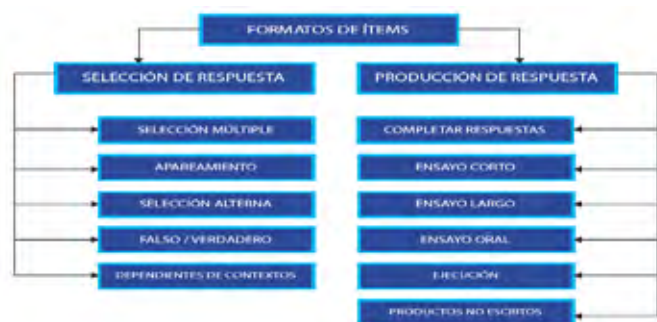 FORMATOS DE ÍTEMS
SELECCIÓN DE RESPUESTA
PRODUCCIÓN DE RESPUESTA
SELECCIÓN MÚLTIPLE
COMPLETAR RESPUESTAS
APAREAMIENTO
ENSAYO CORTO
SELECCIÓN ALTERNA
ENSAYO LARGO
FALSO / VERDADERO
ENSAYO ORAL
DEPENDIENTES DE CONTEXTOS
EJECUCIÓN
PRODUCTOS NO ESCRITOS